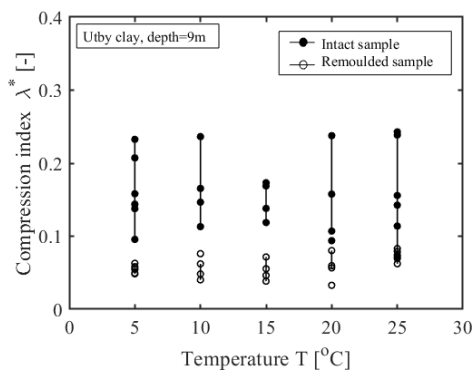 0.4
Utby clay, depth=9m
Intact sample
Remoulded sample
0.3
0.2
0.1
0
Compression index λ* [-]
0 5 10 15 20 25 30
Temperature T [°C]